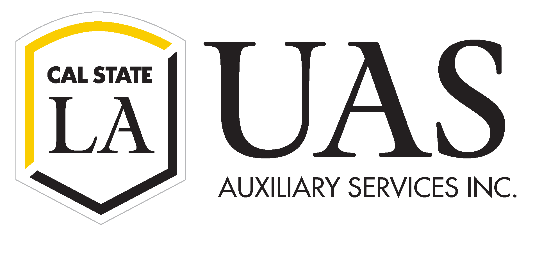 CAL STATE
LA
UAS
AUXILIARY SERVICES INC.